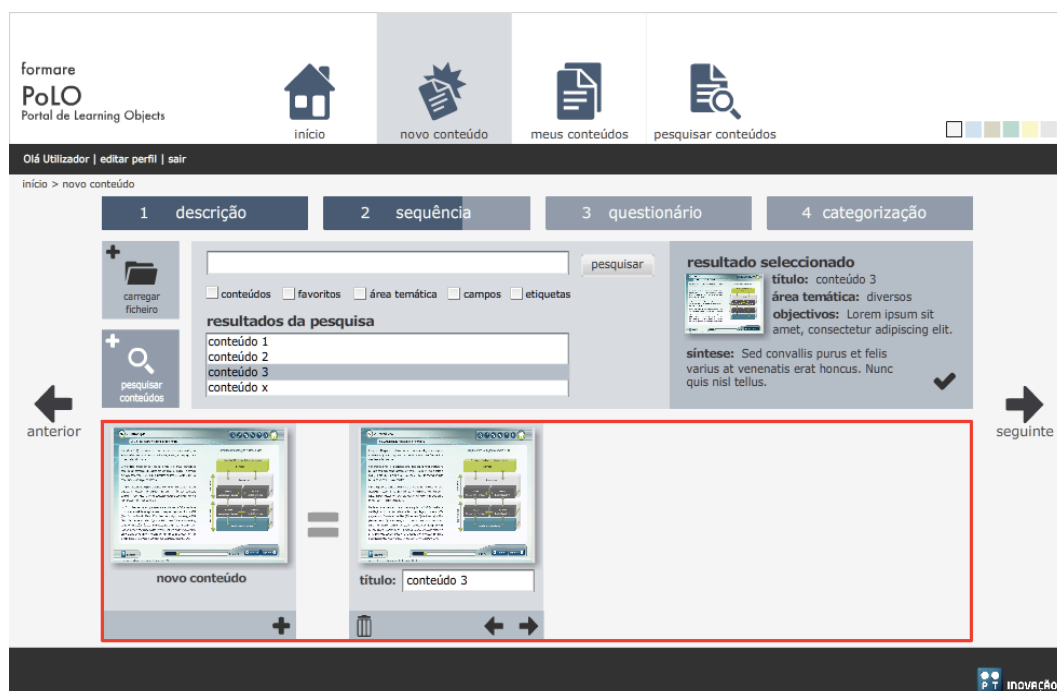 formare
PoLO
Portal de Learning Objects
início
novo conteúdo
meus conteúdos
pesquisar conteúdos
Olá Utilizador | editar perfil | sair
início > novo conteúdo
1 descrição
2 sequência
3 questionário
4 categorização
carregar
ficheiro
pesquisar
conteúdos
pesquisar
conteúdos
favoritos
área temática
campos
etiquetas
resultados da pesquisa
conteúdo 1
conteúdo 2
conteúdo 3
conteúdo x
resultado seleccionado
título: conteúdo 3
área temática: diversos
objectivos: Lorem ipsum sit
amet, consectetur adipiscing elit.
síntese: Sed convallis purus et felis
varius at venenatis erat honcus. Nunc
quis nisl tellus.
anterior
seguinte
novo conteúdo
=
título: conteúdo 3
PT INOVAÇÃO